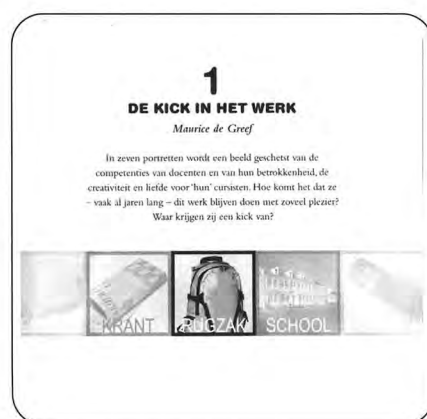 1
DE KICK IN HET WERK
Maurice de Greef
In zeven portretten wordt een beeld geschetst van de
competenties van docenten en van hun betrokkenheid, de
creativiteit en liefde voor 'hun' cursisten. Hoe komt het dat ze
– vaak al jaren lang – dit werk blijven doen met zoveel plezier?
Waar krijgen zij een kick van?
KRANT RUGZAK SCHOOL